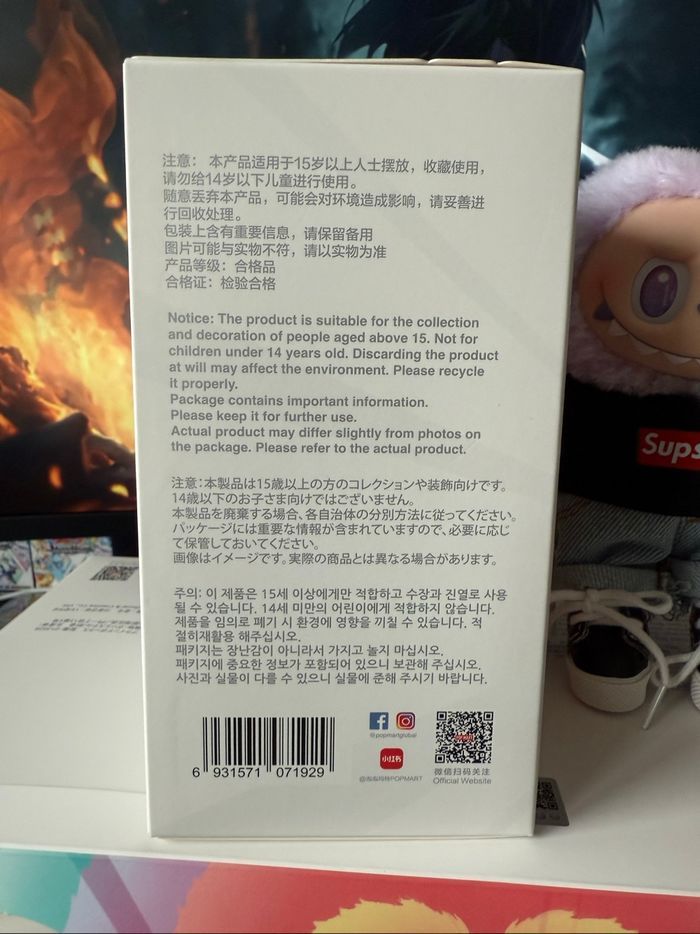 注意： 本产品适用于15岁以上人士摆放，收藏使用，
请勿给14岁以下儿童进行使用。
随意丢弃本产品，可能会对环境造成影响，请妥善进
行回收处理。
包装上含有重要信息，请保留备用
图片可能与实物不符，请以实物为准
产品等级：合格品
合格证：检验合格
Notice: The product is suitable for the collection
and decoration of people aged above 15. Not for
children under 14 years old. Discarding the product
at will may affect the environment. Please recycle
it properly.
Package contains important information.
Please keep it for further use.
Actual product may differ slightly from photos on
the package. Please refer to the actual product.
注意:本製品は15歳以上の方のコレクションや装飾向けです。
14歳以下のお子さま向けではございません。
本製品を廃棄する場合、各自治体の分別方法に従ってください。
パッケージには重要な情報が含まれていますので、必要に応じ
て保管しておいてください。
画像はイメージです。実際の商品とは異なる場合があります。
주의: 이 제품은 15세 이상에게만 적합하고 수장과 진열로 사용
될 수 있습니다. 14세 미만의 어린이에게 적합하지 않습니다.
제품을 임의로 폐기 시 환경에 영향을 끼칠 수 있습니다. 적
절히재활용 해주십시오.
패키지는 장난감이 아니라서 가지고 놀지 마십시오.
패키지에 중요한 정보가 포함되어 있으니 보관해 주십시오.
사진과 실물이 다를 수 있으니 실물에 준해 주시기 바랍니다.
6 931571 071929
@popmartglobal
小红书
@泡泡玛特POPMART
微信扫码关注
Official Website
Sups